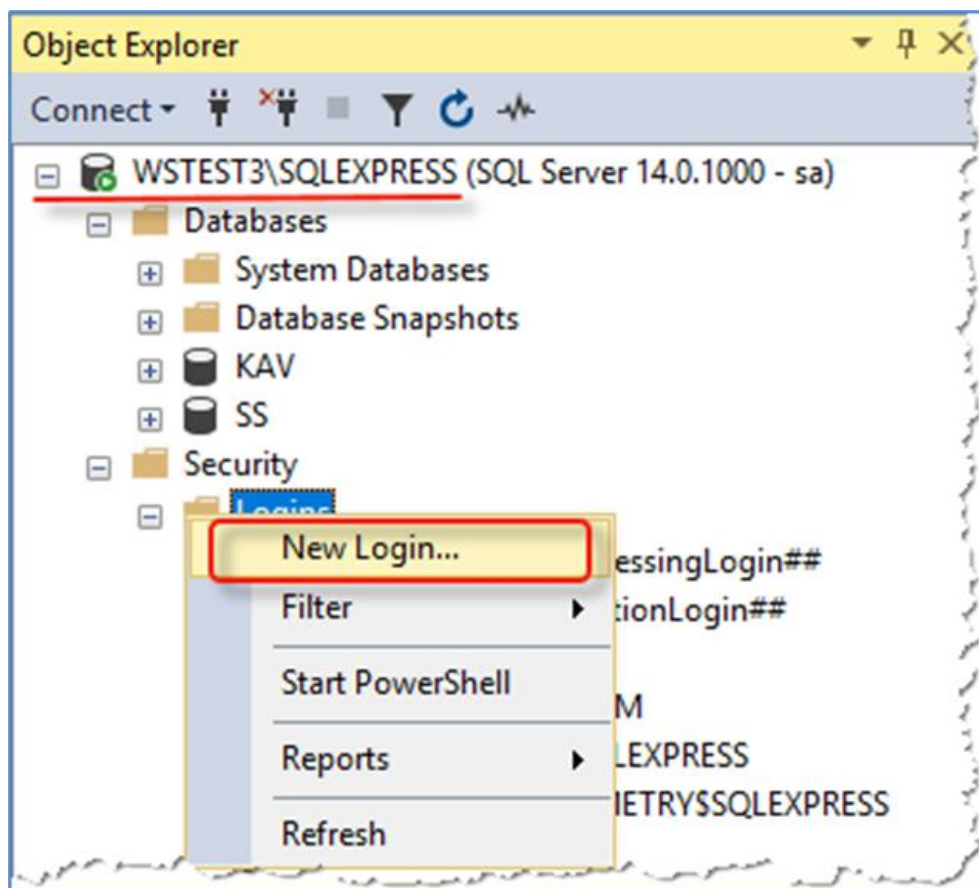 Object Explorer
Connect
WSTEST3\SQLEXPRESS (SQL Server 14.0.1000 - sa)
Databases
System Databases
Database Snapshots
KAV
SS
Security
Logins
New Login...
essingLogin##
Filter
tionLogin##
Start PowerShell
M
Reports
LEXPRESS
METRY$SQLEXPRESS
Refresh